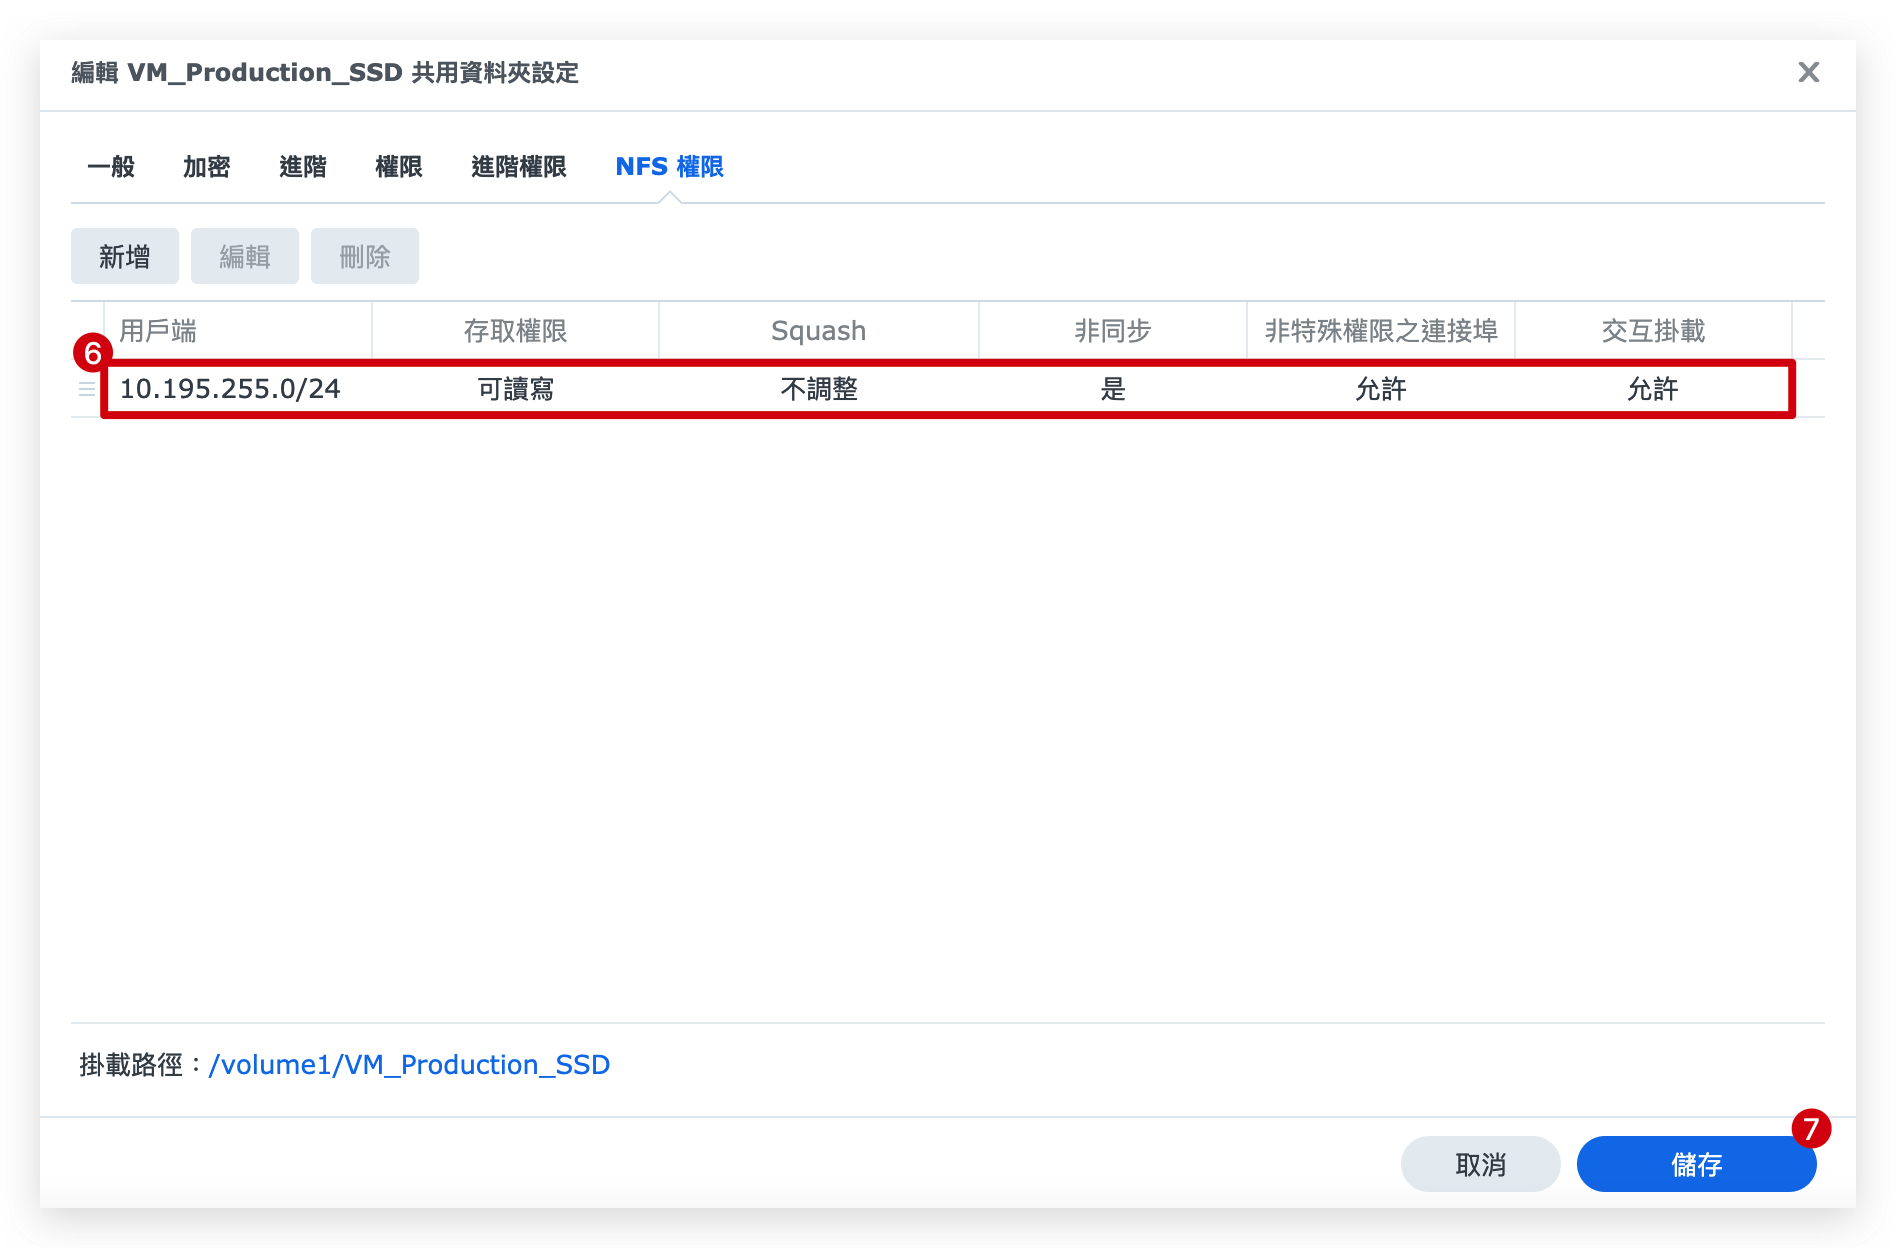 編輯 VM_Production_SSD 共用資料夾設定
一般 加密 進階 權限 進階權限 NFS 權限
新增 編輯 刪除
用戶端 存取權限 Squash 非同步 非特殊權限之連接埠 交互掛載
6
10.195.255.0/24 可讀寫 不調整 是 允許 允許
掛載路徑：/volume1/VM_Production_SSD
7
取消 儲存